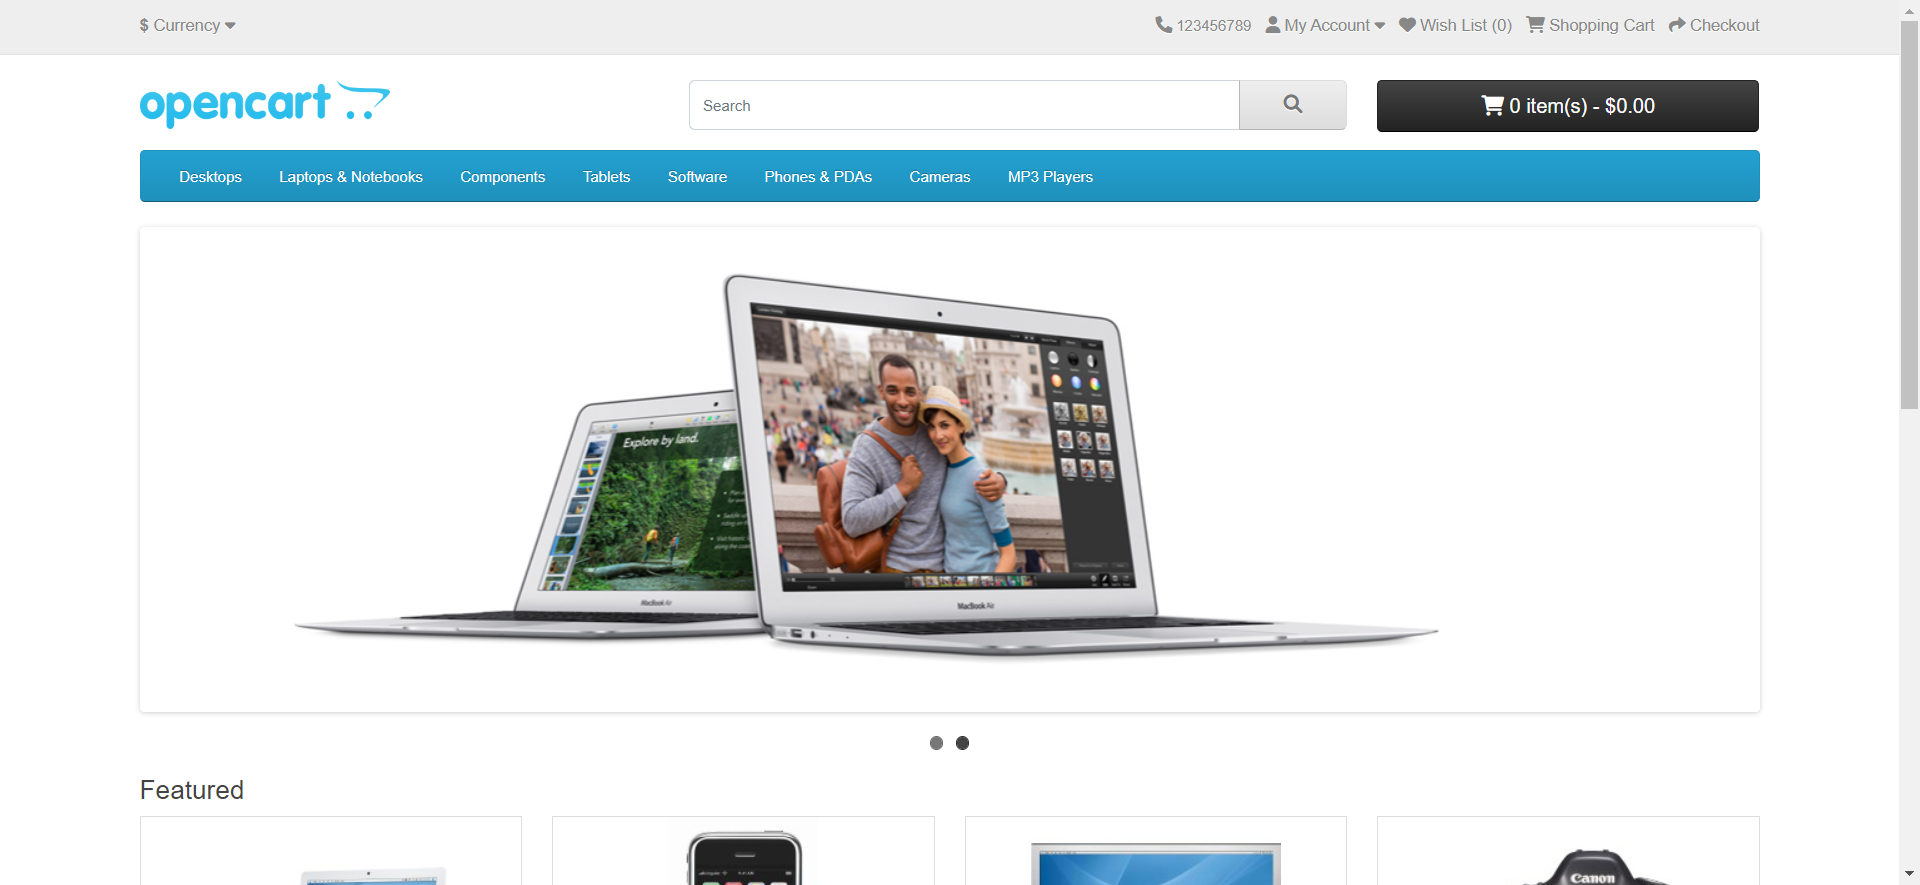 $ Currency
123456789 My Account Wish List (0) Shopping Cart Checkout
opencart
Search
0 item(s) - $0.00
Desktops Laptops & Notebooks Components Tablets Software Phones & PDAs Cameras MP3 Players
Explore by land.
MacBook Air
MacBook Air
Featured
Canon